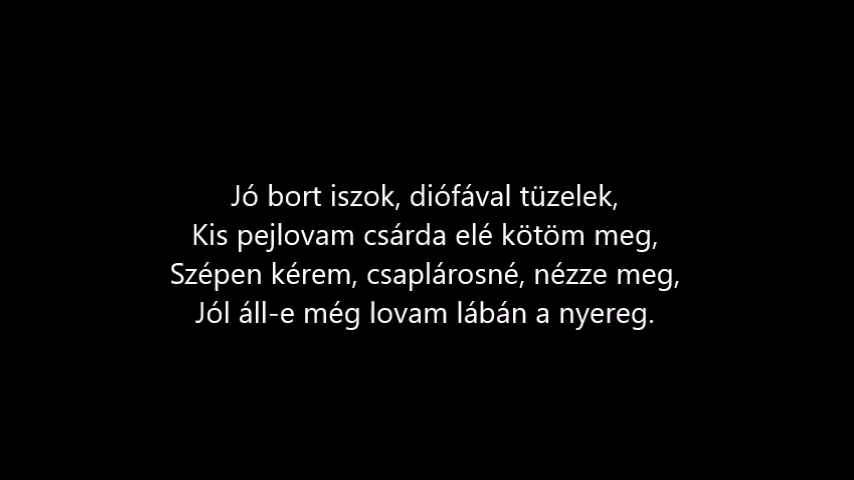 Jó bort iszok, diófával tüzelek,
Kis pejlovam csárda elé kötöm meg,
Szépen kérem, csaplárosné, nézze meg,
Jól áll-e még lovam lábán a nyereg.